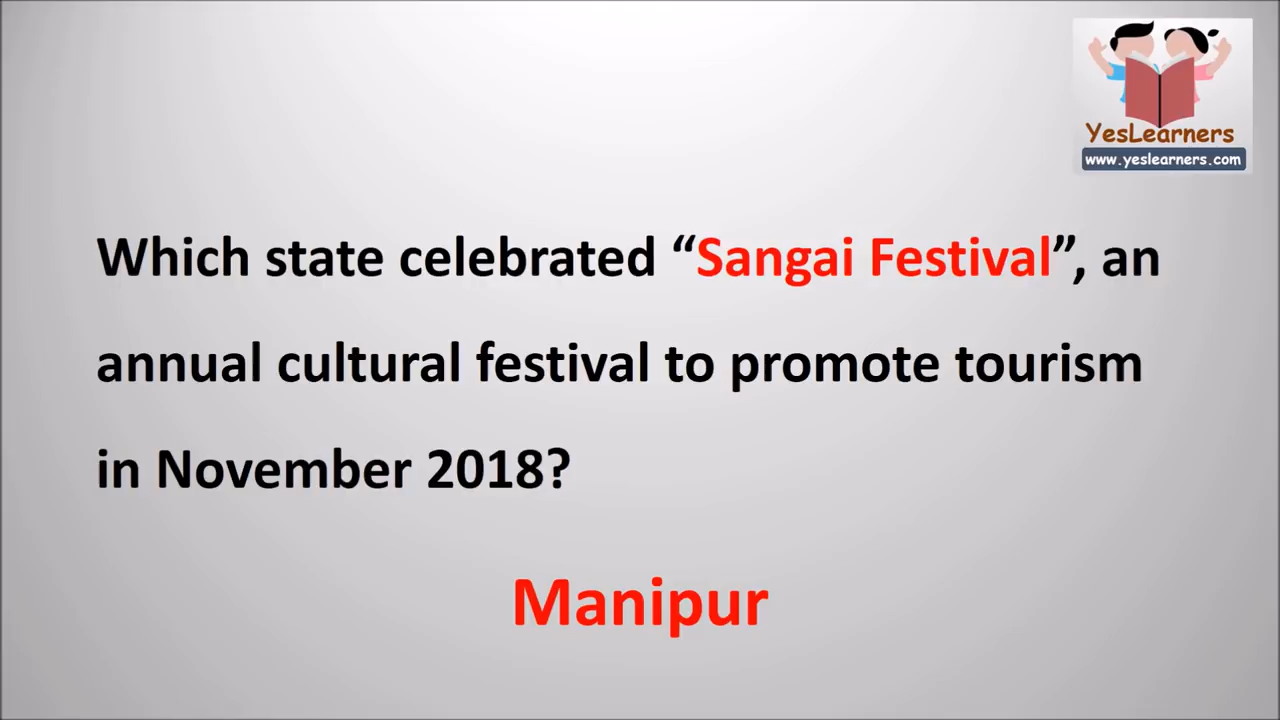 YesLearners
www.yeslearners.com
Which state celebrated “Sangai Festival”, an
annual cultural festival to promote tourism
in November 2018?
Manipur